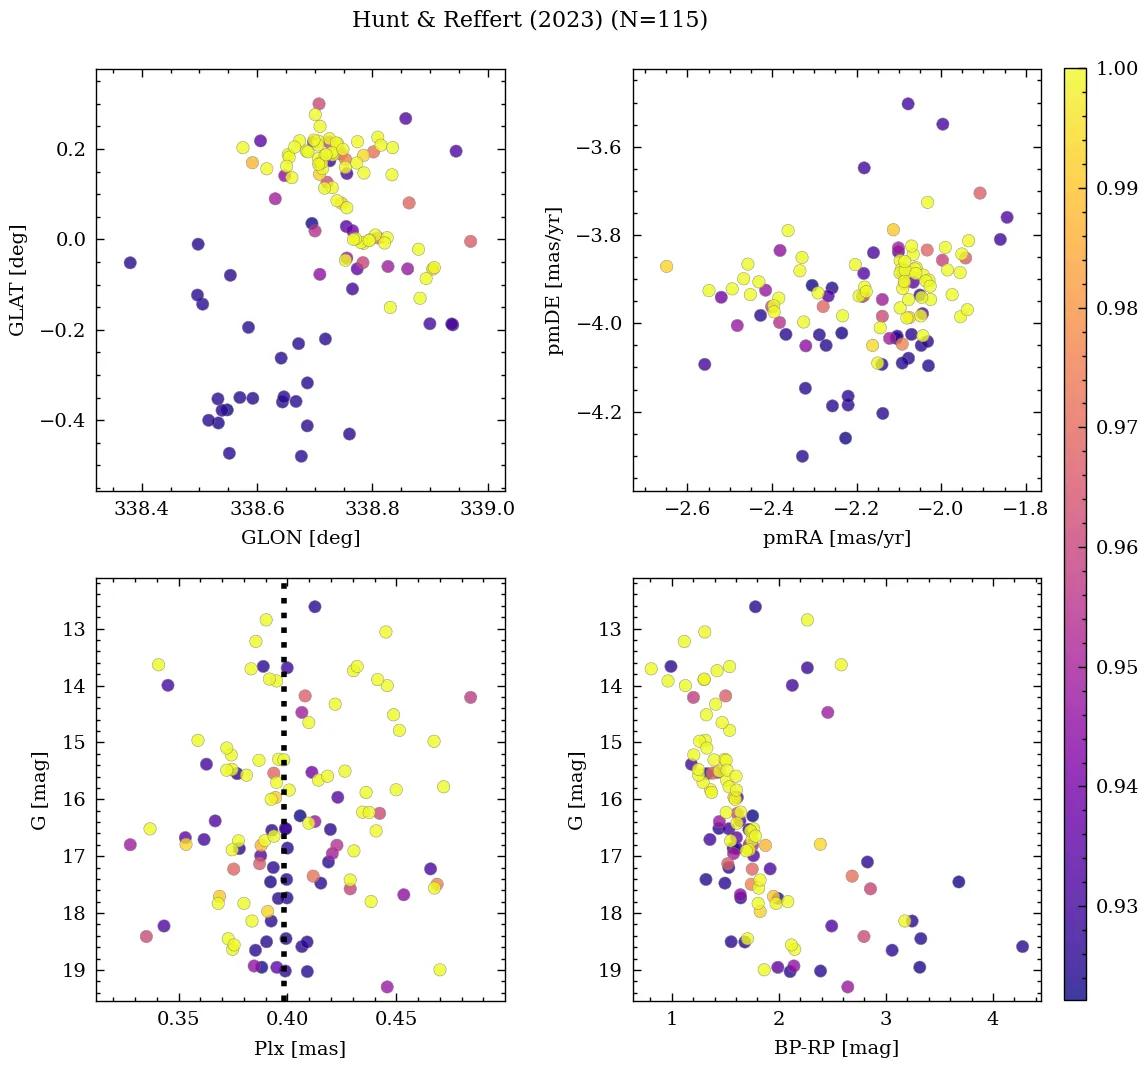 Hunt & Reffert (2023) (N=115)
0.2
0.0
−0.2
−0.4
GLAT [deg]
338.4 338.6 338.8 339.0
GLON [deg]
−3.6
−3.8
−4.0
−4.2
pmDE [mas/yr]
−2.6 −2.4 −2.2 −2.0 −1.8
pmRA [mas/yr]
1.00
0.99
0.98
0.97
0.96
0.95
0.94
0.93
13
14
15
16
17
18
19
G [mag]
0.35 0.40 0.45
Plx [mas]
13
14
15
16
17
18
19
G [mag]
1 2 3 4
BP-RP [mag]